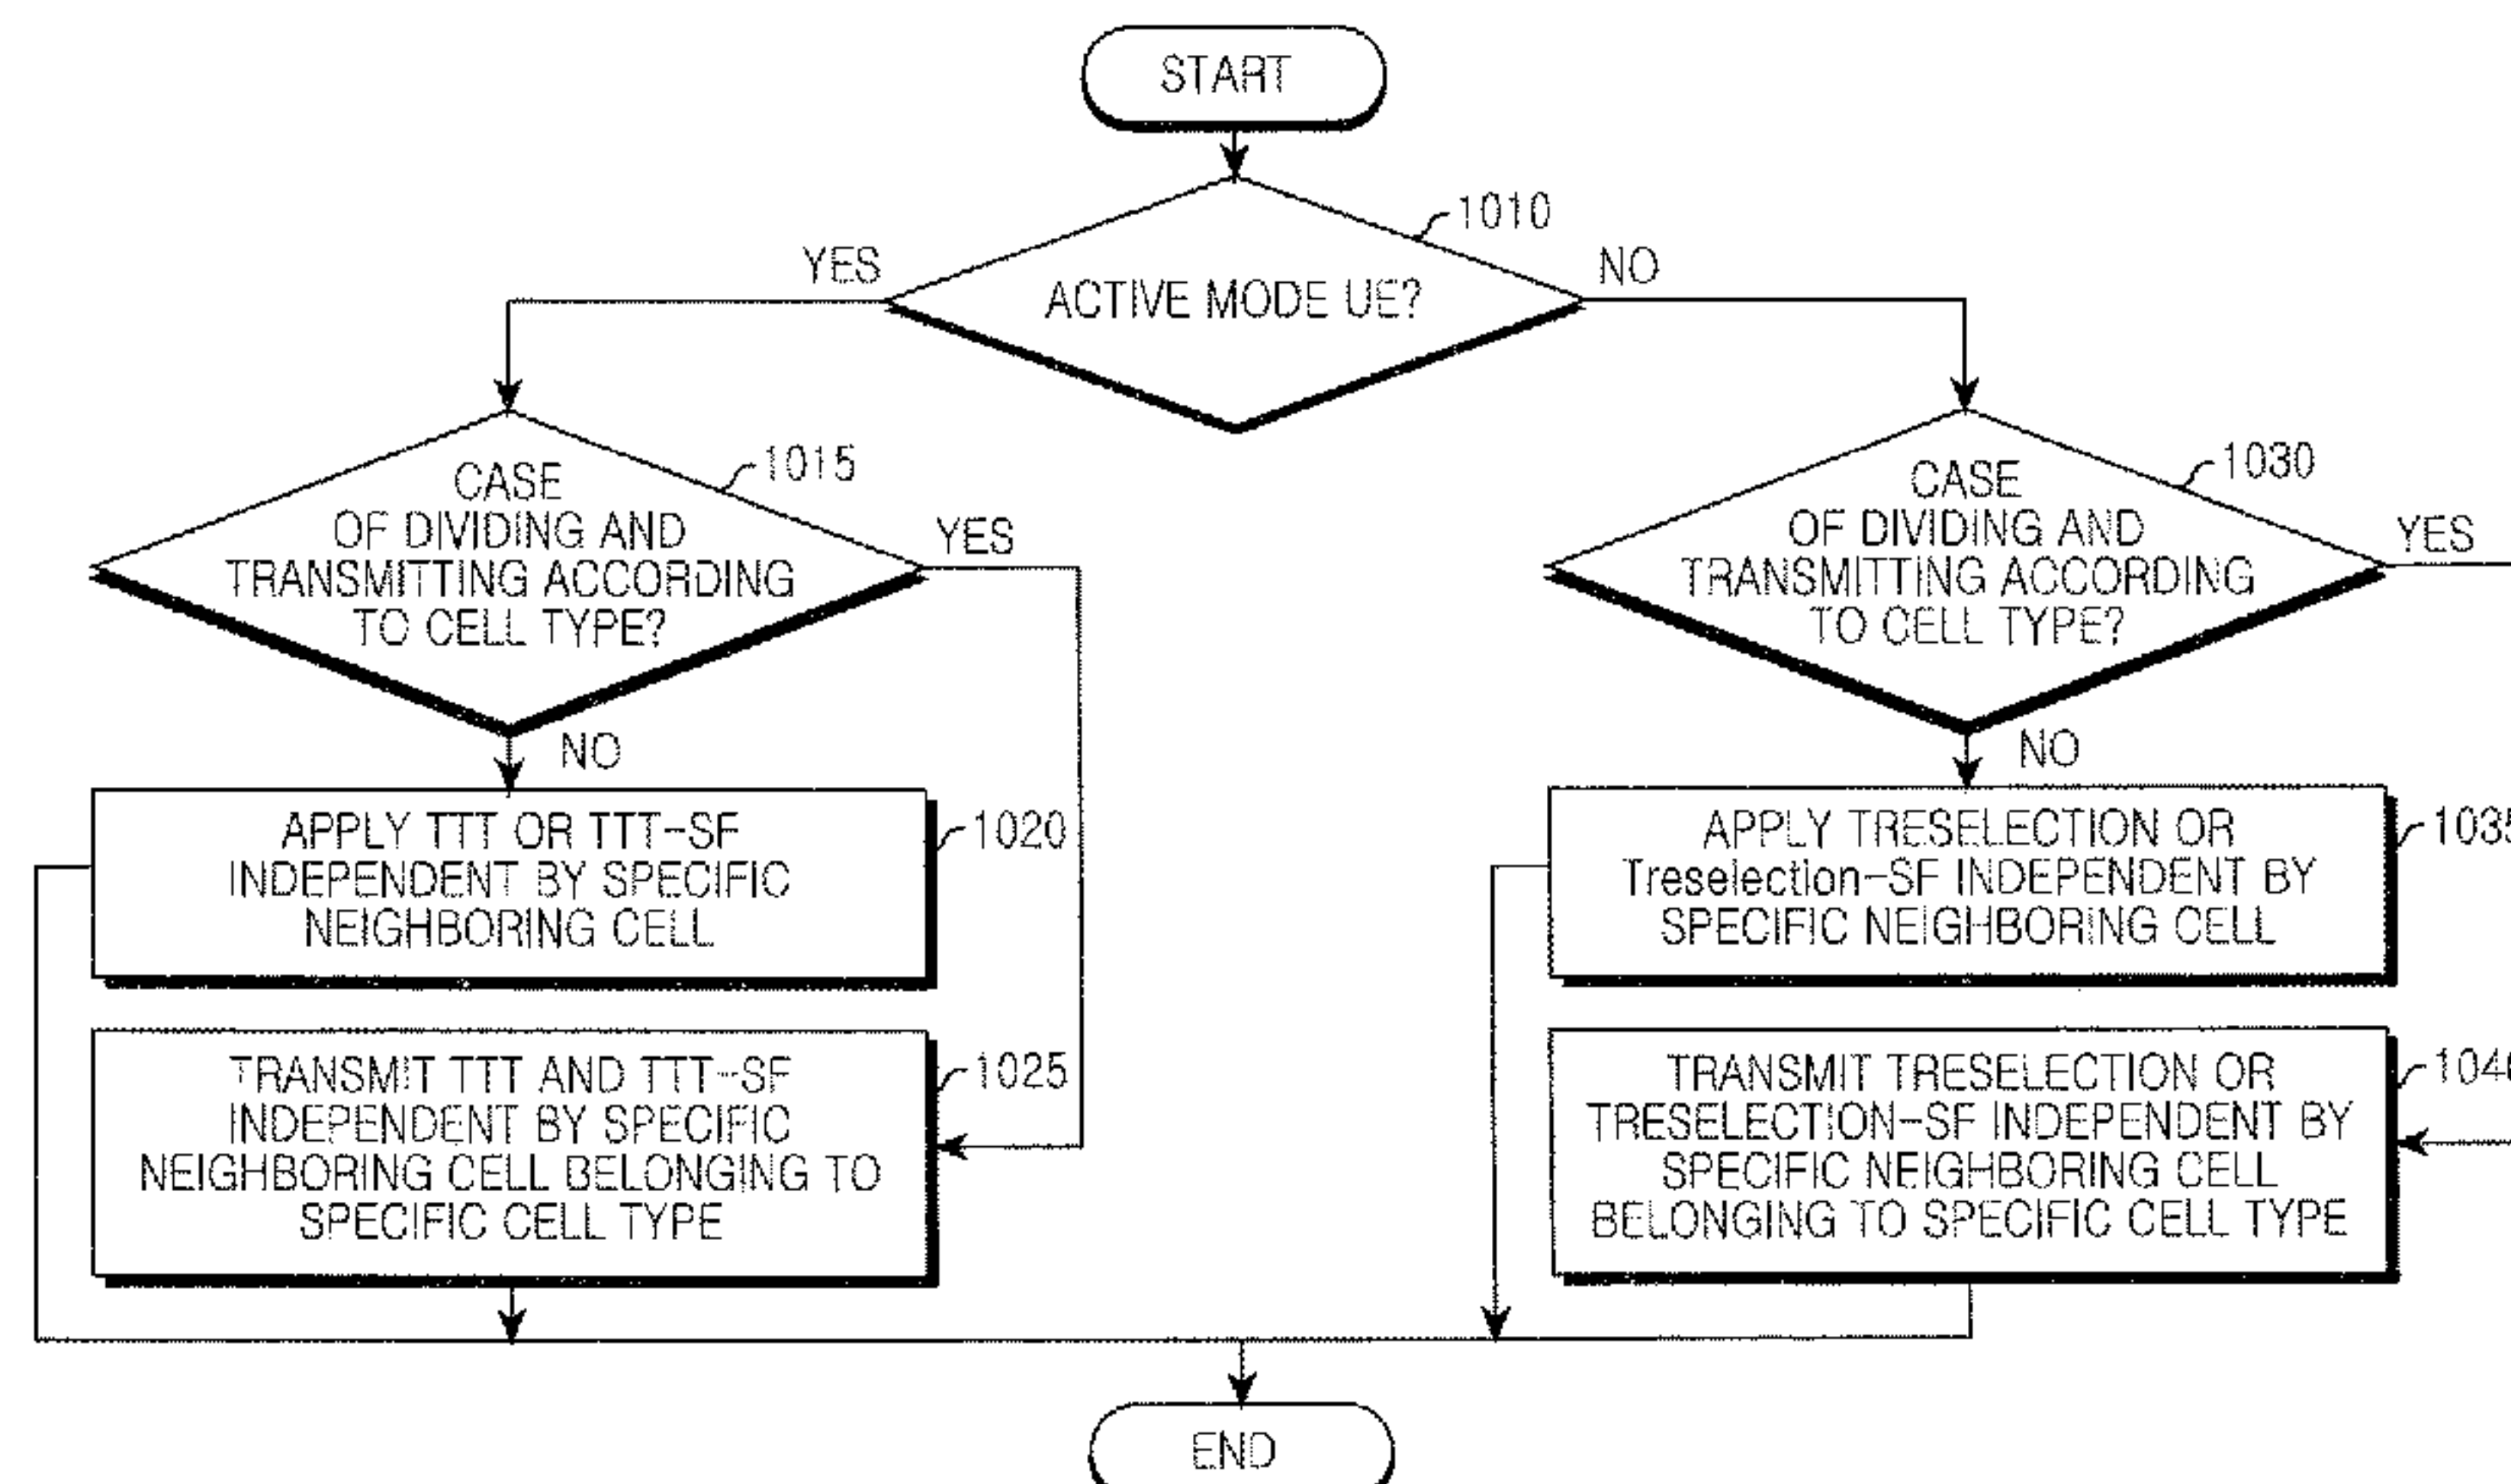 START
1010
YES
NO
ACTIVE MODE UE?
1015
CASE
OF DIVIDING AND
TRANSMITTING ACCORDING
TO CELL TYPE?
YES
NO
1030
CASE
OF DIVIDING AND
TRANSMITTING ACCORDING
TO CELL TYPE?
YES
NO
APPLY TTT OR TTT-SF
INDEPENDENT BY SPECIFIC
NEIGHBORING CELL
1020
APPLY TRESELECTION OR
Treselection-SF INDEPENDENT BY
SPECIFIC NEIGHBORING CELL
1035
TRANSMIT TTT AND TTT-SF
INDEPENDENT BY SPECIFIC
NEIGHBORING CELL BELONGING TO
SPECIFIC CELL TYPE
1025
TRANSMIT TRESELECTION OR
TRESELECTION-SF INDEPENDENT BY
SPECIFIC NEIGHBORING CELL
BELONGING TO SPECIFIC CELL TYPE
1040
END